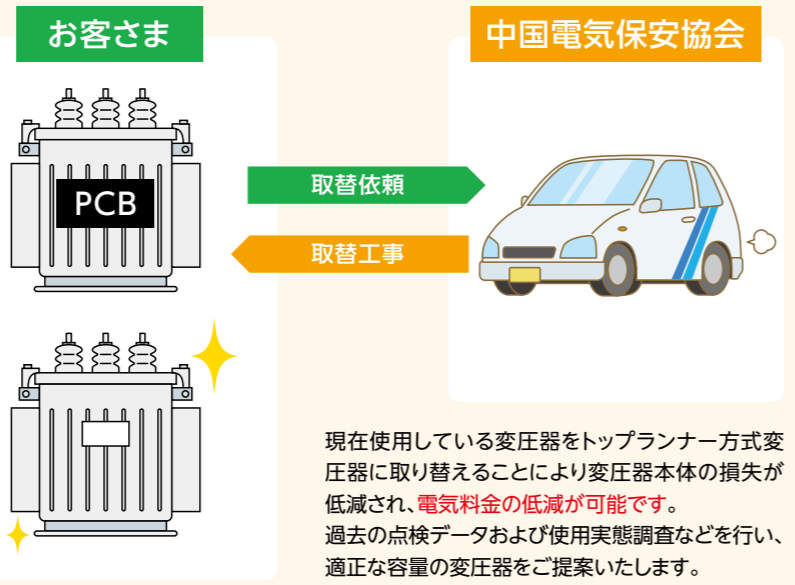 お客さま
中国電気保安協会
PCB
取替依頼
取替工事
現在使用している変圧器をトップランナー方式変
圧器に取り替えることにより変圧器本体の損失が
低減され、電気料金の低減が可能です。
過去の点検データおよび使用実態調査などを行い、
適正な容量の変圧器をご提案いたします。